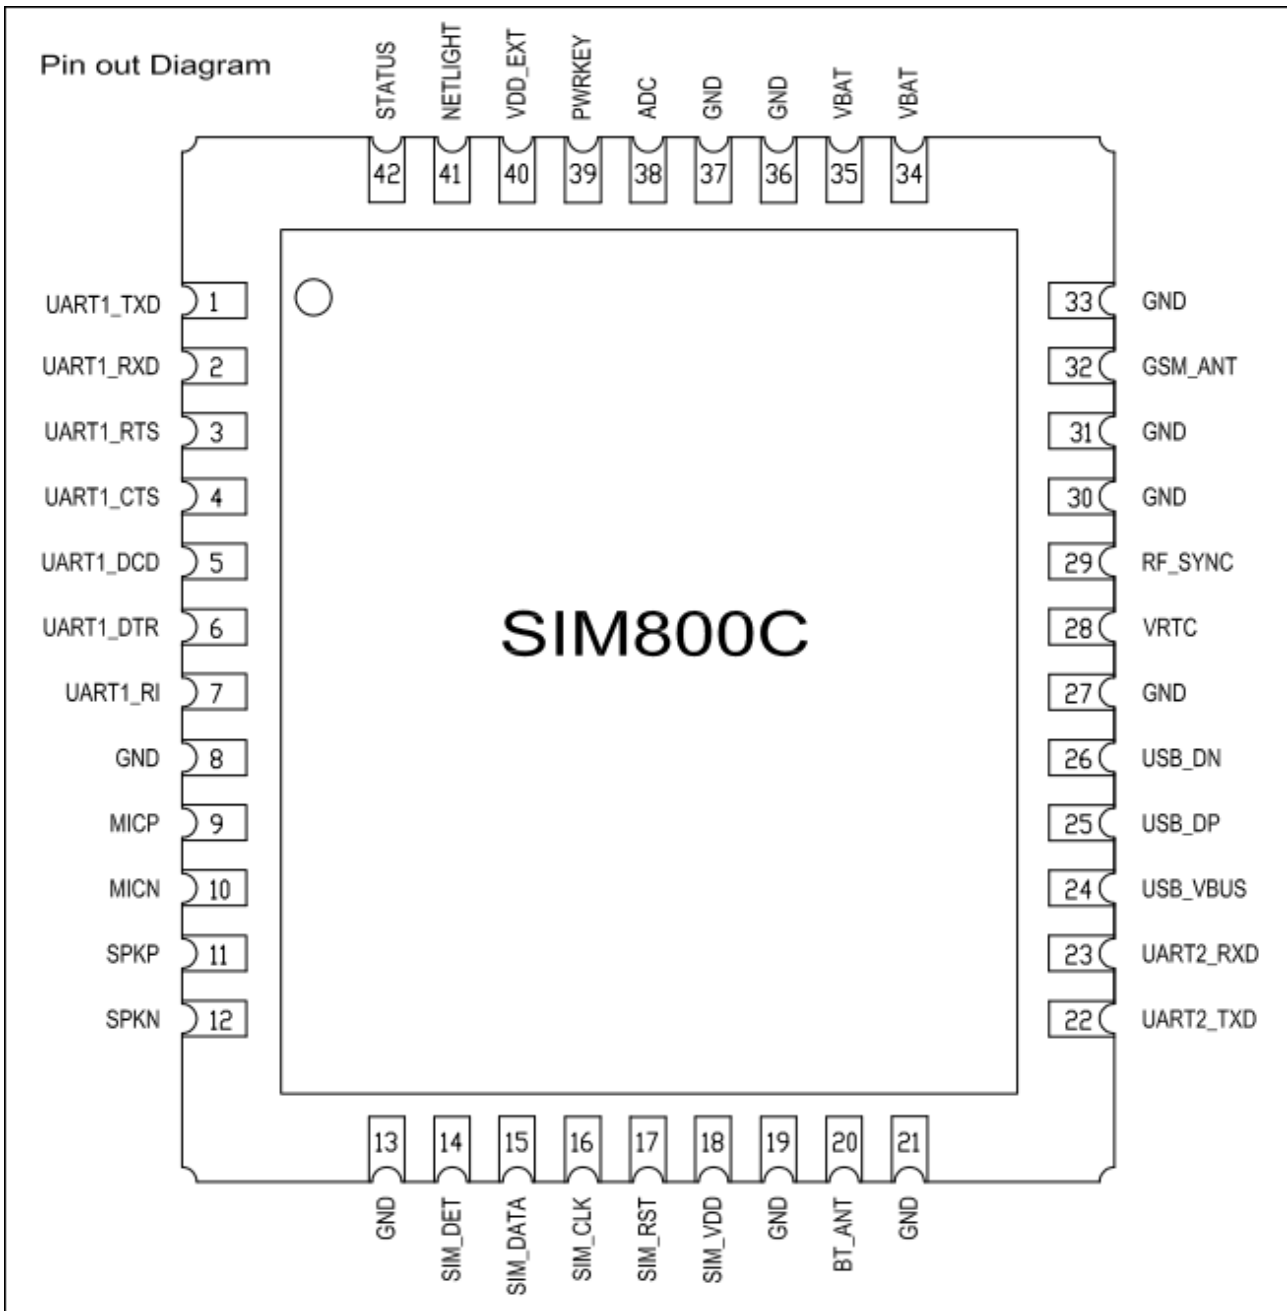 Pin out Diagram
STATUS
NETLIGHT
VDD_EXT
PWRKEY
ADC
GND
GND
VBAT
VBAT
42
41
40
39
38
37
36
35
34
UART1_TXD 1
UART1_RXD 2
UART1_RTS 3
UART1_CTS 4
UART1_DCD 5
UART1_DTR 6
UART1_RI 7
GND 8
MICP 9
MICN 10
SPKP 11
SPKN 12
SIM800C
33 GND
32 GSM_ANT
31 GND
30 GND
29 RF_SYNC
28 VRTC
27 GND
26 USB_DN
25 USB_DP
24 USB_VBUS
23 UART2_RXD
22 UART2_TXD
13
14
15
16
17
18
19
20
21
GND
SIM_DET
SIM_DATA
SIM_CLK
SIM_RST
SIM_VDD
GND
BT_ANT
GND